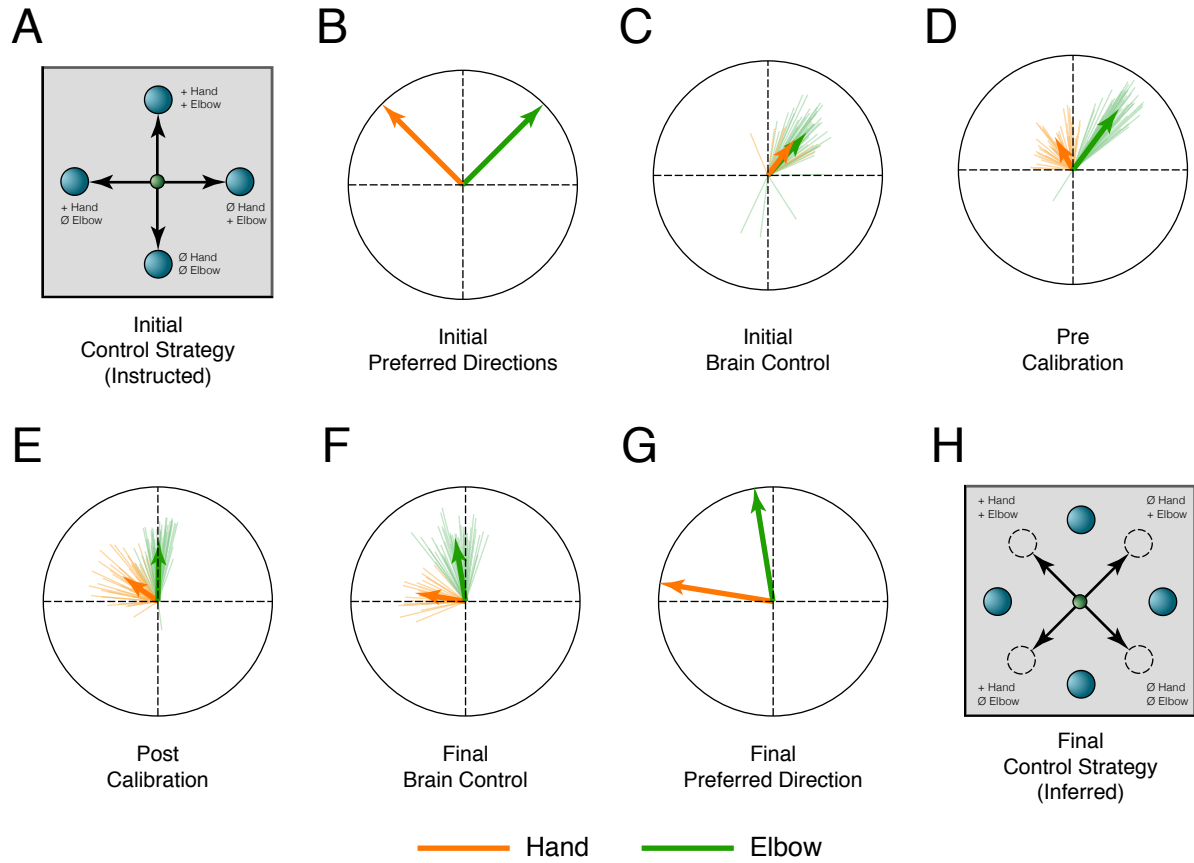 A
+ Hand
+ Elbow
+ Hand
Ø Elbow
Ø Hand
+ Elbow
Ø Hand
Ø Elbow
Initial
Control Strategy
(Instructed)
B
Initial
Preferred Directions
C
Initial
Brain Control
D
Pre
Calibration
E
Post
Calibration
F
Final
Brain Control
G
Final
Preferred Direction
H
+ Hand
+ Elbow
Ø Hand
+ Elbow
+ Hand
Ø Elbow
Ø Hand
Ø Elbow
Final
Control Strategy
(Inferred)
Hand
Elbow